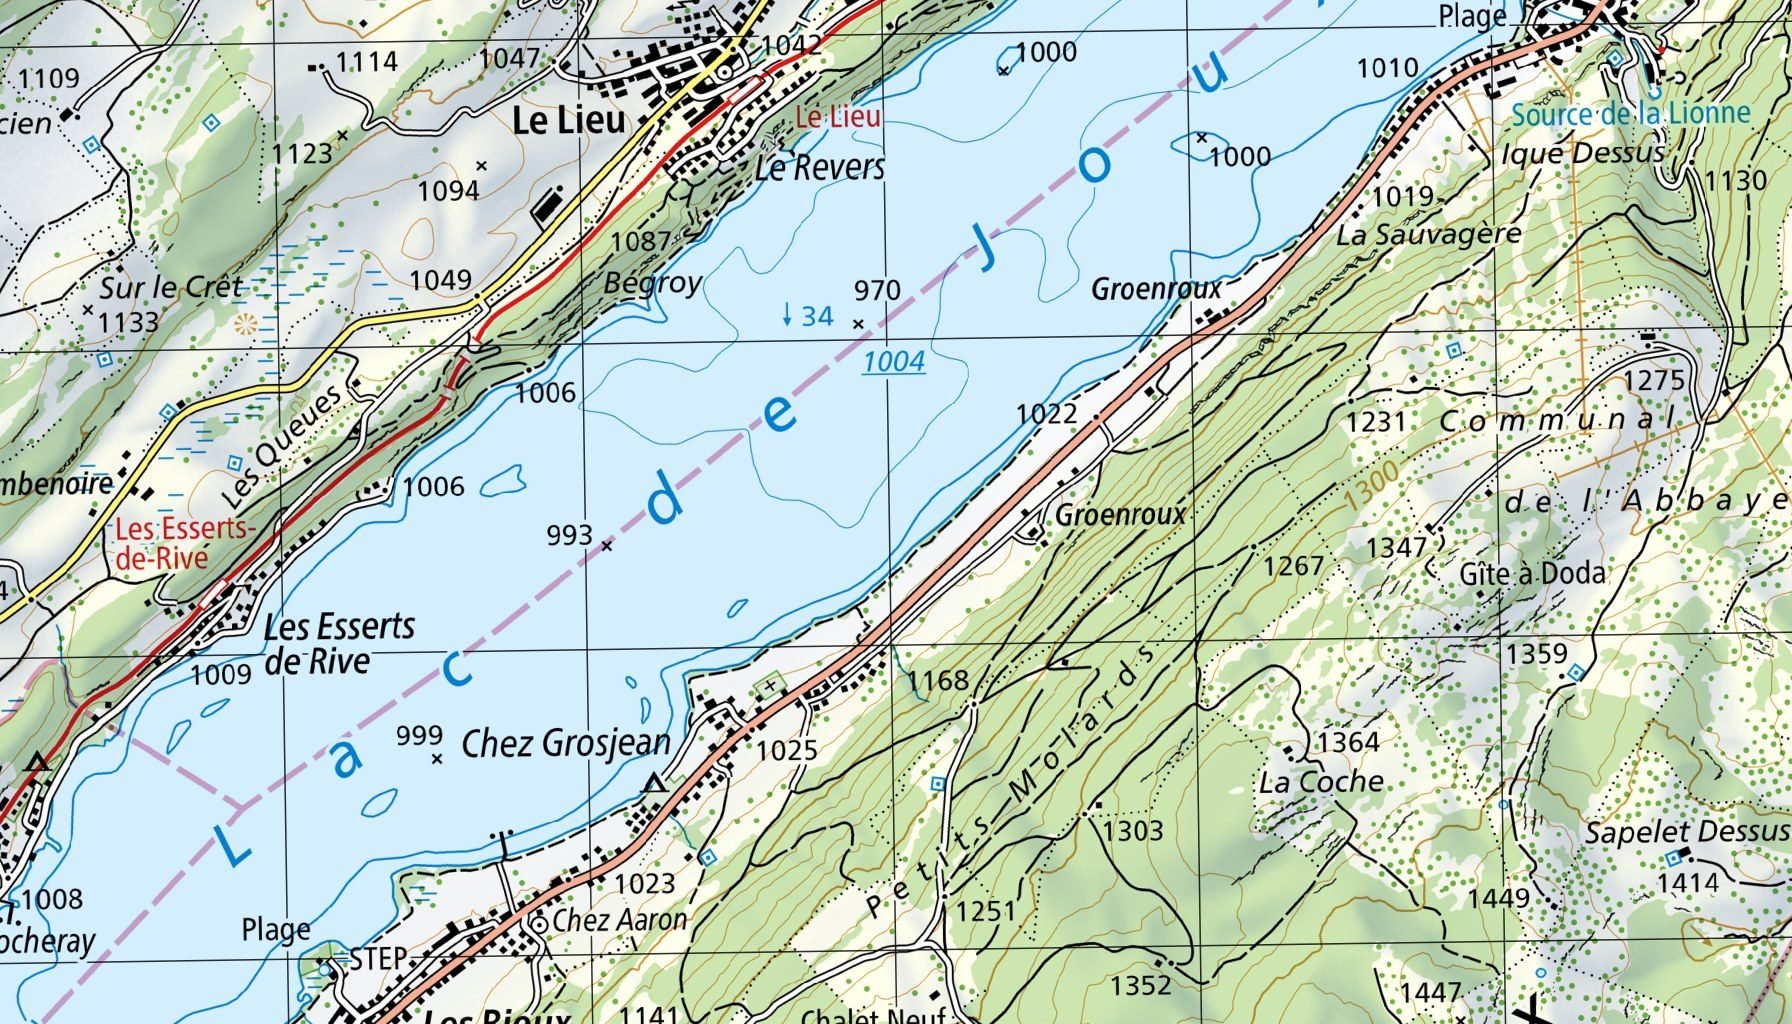 Plage
1042
1000
1114
1047
1109
1010
Le Lieu
Le Lieu
Source de la Lionne
1123
1000
Le Revers
Ique Dessus
1094
1130
1019
1087
La Sauvagère
Sur le Crêt
1049
Begroy
970
Groenroux
1133
34
1004
1006
1275
1022
1231
Communal
Les Queues
1006
1300
de l'Abbaye
Les Esserts-
de-Rive
993
Groenroux
1347
1267
Gîte à Doda
Les Esserts
de Rive
1359
1009
1168
Lac de Jou
999
Chez Grosjean
1025
1364
La Coche
Petits Molards
1303
Sapelet Dessus
1414
1008
1023
1449
Plage
Chez Aaron
1251
STEP
1352
1447
1141
Chalet Neuf
Les Bioux